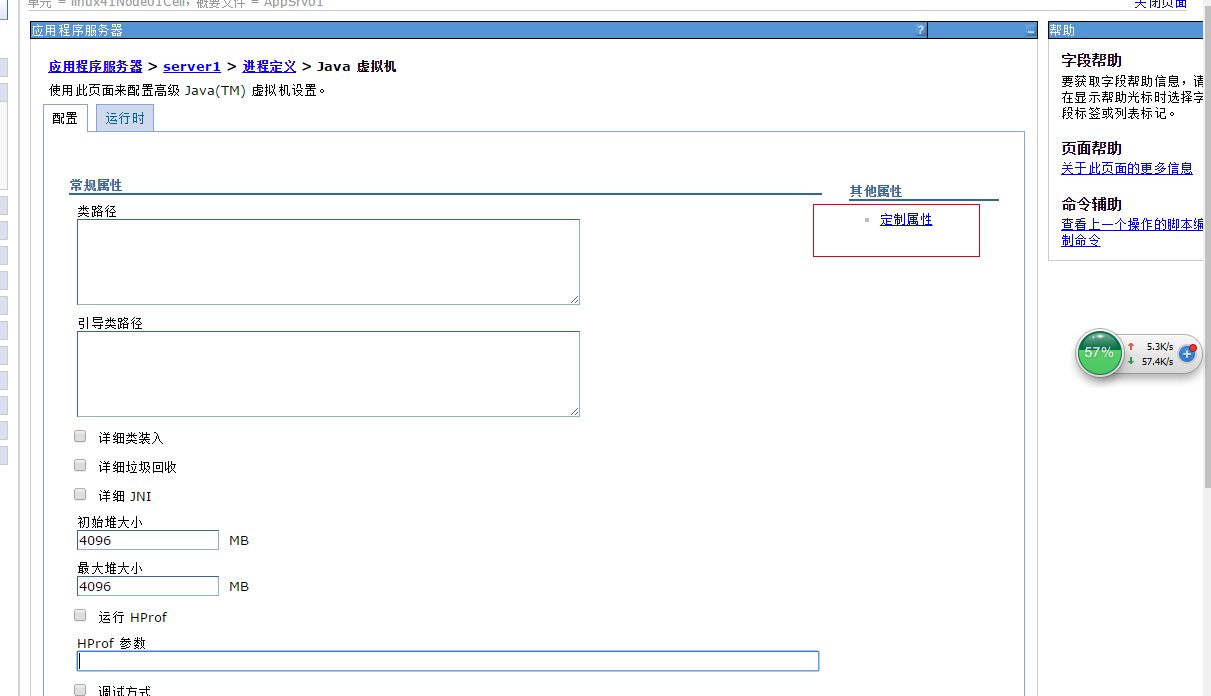 单元 = linux41Node01Cell，概要文件 = AppSrv01
关闭页面
应用程序服务器
?
帮助
应用程序服务器 > server1 > 进程定义 > Java 虚拟机
使用此页面来配置高级 Java(TM) 虚拟机设置。
配置
运行时
常规属性
类路径
引导类路径
详细类装入
详细垃圾回收
详细 JNI
初始堆大小
4096 MB
最大堆大小
4096 MB
运行 HProf
HProf 参数
调试方式
其他属性
定制属性
字段帮助
要获取字段帮助信息，请
在显示帮助光标时选择字
段标签或列表标记。
页面帮助
关于此页面的更多信息
命令辅助
查看上一个操作的脚本编
制命令
57%
5.3K/s
57.4K/s